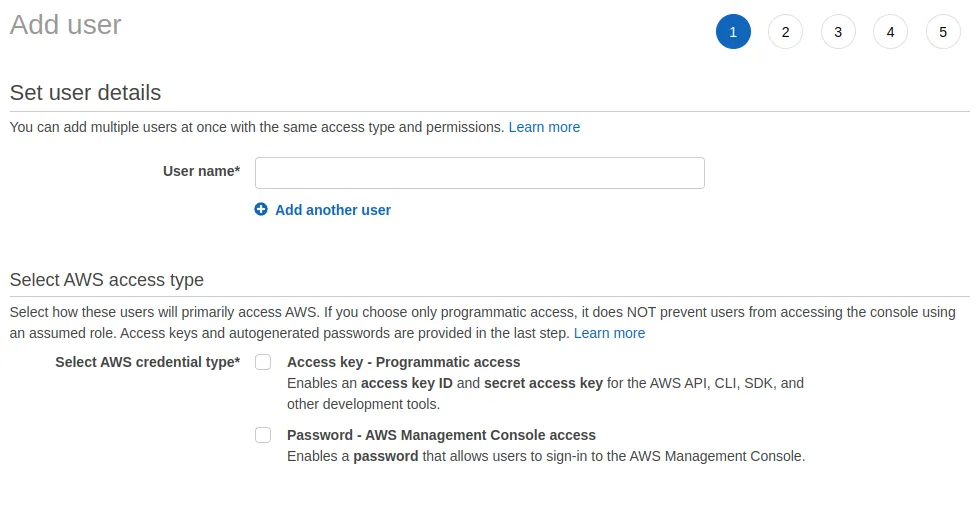 Add user
1 2 3 4 5
Set user details
You can add multiple users at once with the same access type and permissions. Learn more
User name*
Add another user
Select AWS access type
Select how these users will primarily access AWS. If you choose only programmatic access, it does NOT prevent users from accessing the console using
an assumed role. Access keys and autogenerated passwords are provided in the last step. Learn more
Select AWS credential type*
Access key - Programmatic access
Enables an access key ID and secret access key for the AWS API, CLI, SDK, and
other development tools.
Password - AWS Management Console access
Enables a password that allows users to sign-in to the AWS Management Console.